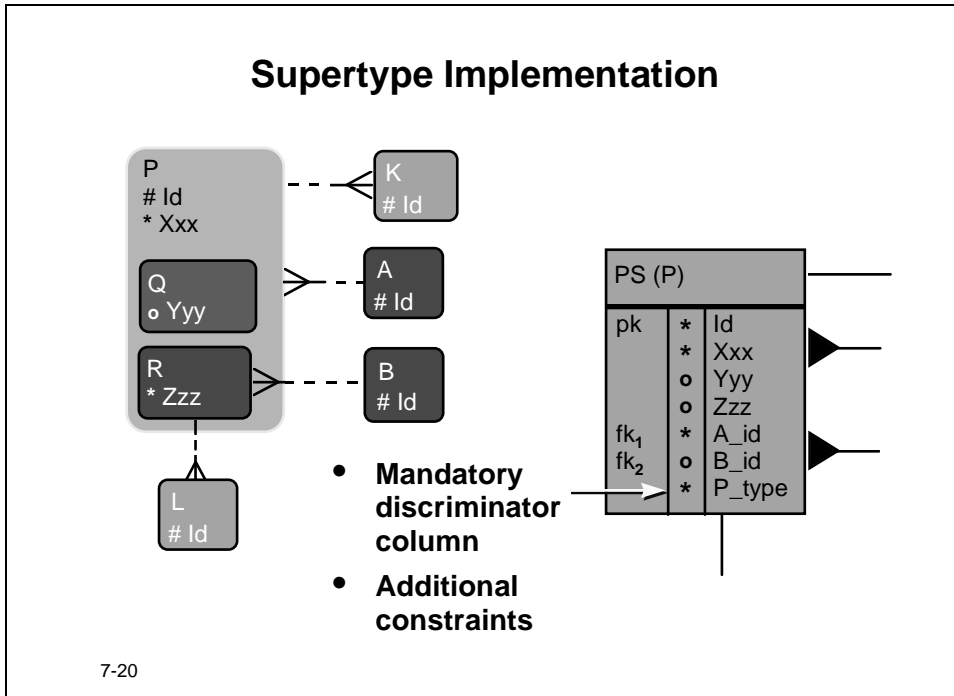 Supertype Implementation
P
# Id
* Xxx
Q
o Yyy
R
* Zzz
K
# Id
A
# Id
B
# Id
L
# Id
• Mandatory
discriminator
column
• Additional
constraints
PS (P)
pk * Id
* Xxx
o Yyy
o Zzz
fk1 * A_id
fk2 o B_id
* P_type
7-20